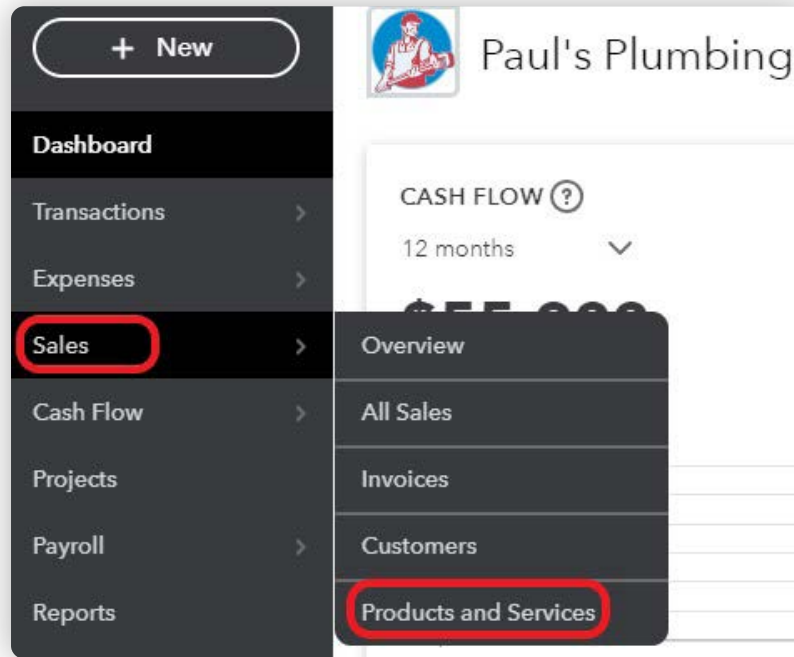 + New
Paul's Plumbing
Dashboard
Transactions
Expenses
Sales
Cash Flow
Projects
Payroll
Reports
CASH FLOW ?
12 months
Overview
All Sales
Invoices
Customers
Products and Services